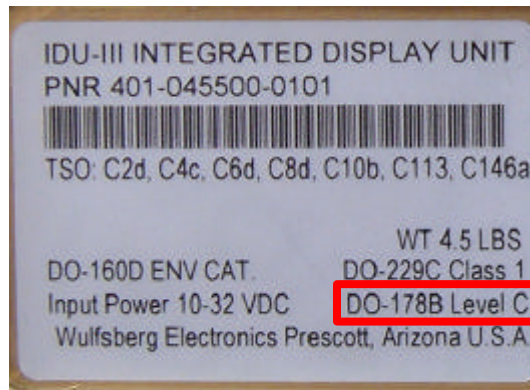 IDU-III INTEGRATED DISPLAY UNIT
PNR 401-045500-0101
TSO: C2d, C4c, C6d, C8d, C10b, C113, C146a
WT 4.5 LBS
DO-160D ENV CAT. DO-229C Class 1
Input Power 10-32 VDC DO-178B Level C
Wulfsberg Electronics Prescott, Arizona U.S.A.